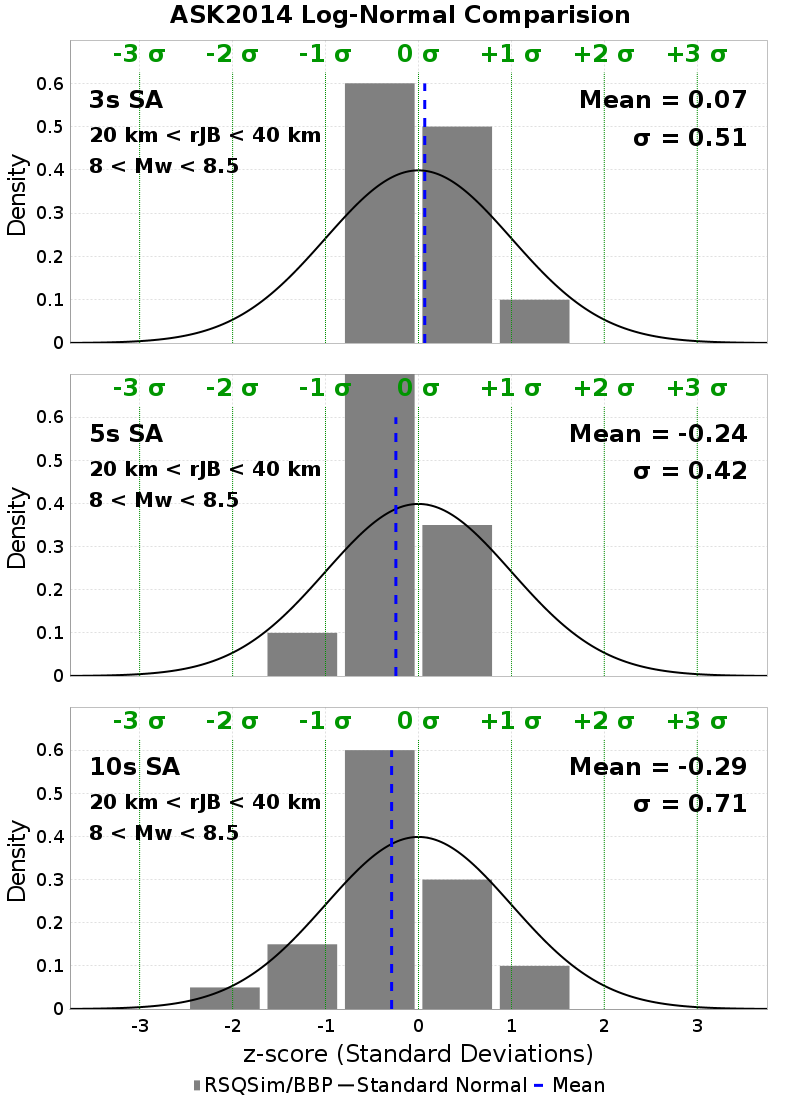 ASK2014 Log-Normal Comparision
-3 σ -2 σ -1 σ 0 σ +1 σ +2 σ +3 σ
0.6
3s SA Mean = 0.07
0.5
20 km < rJB < 40 km σ = 0.51
8 < Mw < 8.5
0.4
0.3
0.2
0.1
0
Density
-3 σ -2 σ -1 σ 0 σ +1 σ +2 σ +3 σ
0.6
5s SA Mean = -0.24
0.5
20 km < rJB < 40 km σ = 0.42
8 < Mw < 8.5
0.4
0.3
0.2
0.1
0
Density
-3 σ -2 σ -1 σ 0 σ +1 σ +2 σ +3 σ
0.6
10s SA Mean = -0.29
0.5
20 km < rJB < 40 km σ = 0.71
8 < Mw < 8.5
0.4
0.3
0.2
0.1
0
Density
-3 -2 -1 0 1 2 3
z-score (Standard Deviations)
RSQSim/BBP Standard Normal Mean